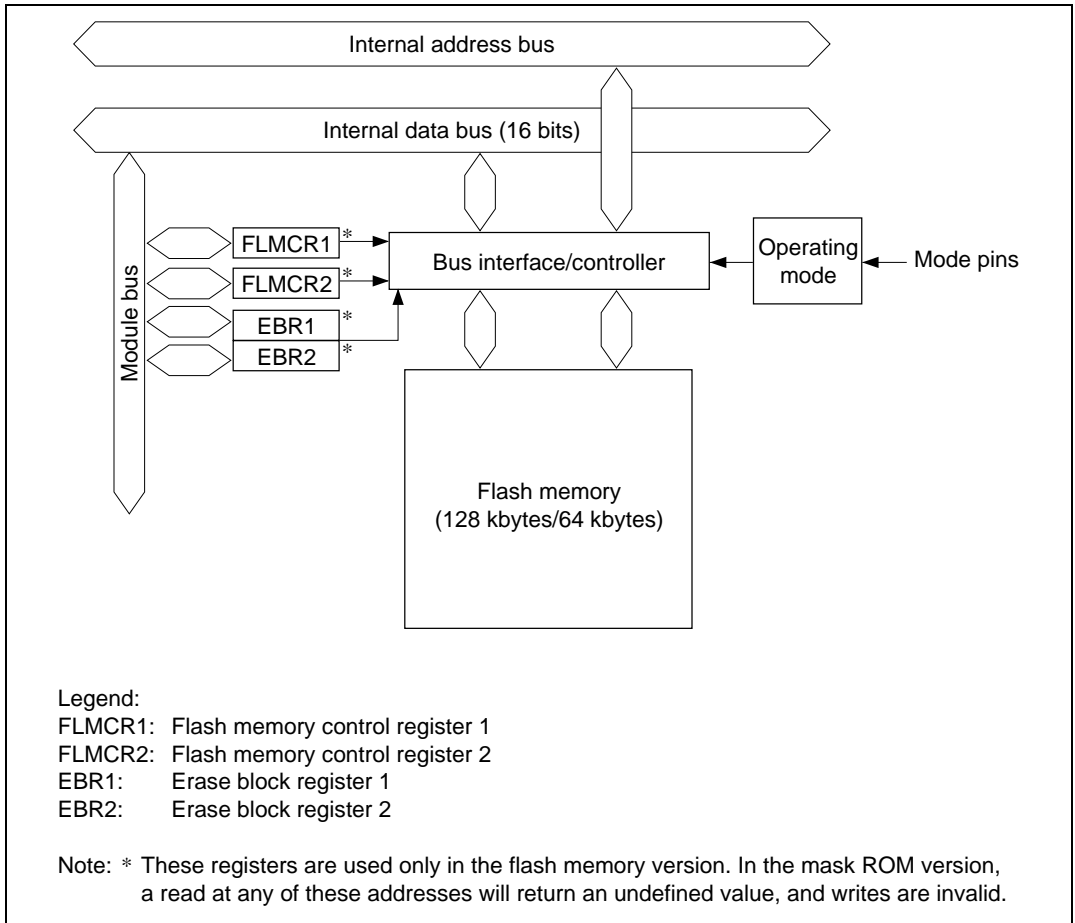 Internal address bus
Internal data bus (16 bits)
Module bus
FLMCR1 *
FLMCR2 *
EBR1 *
EBR2 *
Bus interface/controller
Operating
mode
Mode pins
Flash memory
(128 kbytes/64 kbytes)
Legend:
FLMCR1: Flash memory control register 1
FLMCR2: Flash memory control register 2
EBR1: Erase block register 1
EBR2: Erase block register 2
Note: * These registers are used only in the flash memory version. In the mask ROM version,
a read at any of these addresses will return an undefined value, and writes are invalid.